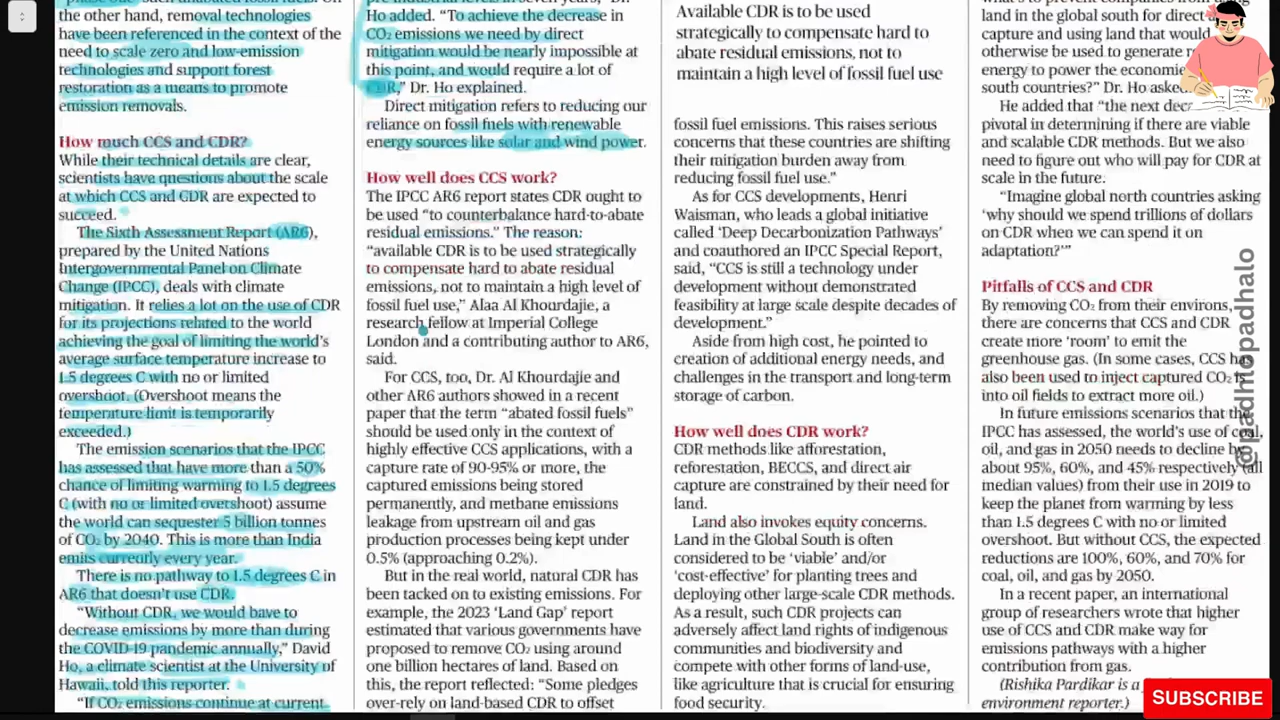 the other hand, removal technologies
have been referenced in the context of the
need to scale zero and low-emission
technologies and support forest
restoration as a means to promote
emission removals.
How much CCS and CDR?
While their technical details are clear,
scientists have questions about the scale
at which CCS and CDR are expected to
succeed.
The Sixth Assessment Report (AR6),
prepared by the United Nations
Intergovernmental Panel on Climate
Change (IPCC), deals with climate
mitigation. It relies a lot on the use of CDR
for its projections related to the world
achieving the goal of limiting the world's
average surface temperature increase to
1.5 degrees C with no or limited
overshoot. (Overshoot means the
temperature limit is temporarily
exceeded.)
The emission scenarios that the IPCC
has assessed that have more than a 50%
chance of limiting warming to 1.5 degrees
C (with no or limited overshoot) assume
the world can sequester 5 billion tonnes
of CO₂ by 2040. This is more than India
emits currently every year.
There is no pathway to 1.5 degrees C in
AR6 that doesn't use CDR.
"Without CDR, we would have to
decrease emissions by more than during
the COVID-19 pandemic annually," David
Ho, a climate scientist at the University of
Hawaii, told this reporter.
"If CO₂ emissions continue at current
Ho added. "To achieve the decrease in
CO₂ emissions we need by direct
mitigation would be nearly impossible at
this point, and would require a lot of
CDR," Dr. Ho explained.
Direct mitigation refers to reducing our
reliance on fossil fuels with renewable
energy sources like solar and wind power.
How well does CCS work?
The IPCC AR6 report states CDR ought to
be used "to counterbalance hard-to-abate
residual emissions." The reason:
"available CDR is to be used strategically
to compensate hard to abate residual
emissions, not to maintain a high level of
fossil fuel use," Alaa Al Khourdajie, a
research fellow at Imperial College
London and a contributing author to AR6,
said.
For CCS, too, Dr. Al Khourdajie and
other AR6 authors showed in a recent
paper that the term "abated fossil fuels"
should be used only in the context of
highly effective CCS applications, with a
capture rate of 90-95% or more, the
captured emissions being stored
permanently, and methane emissions
leakage from upstream oil and gas
production processes being kept under
0.5% (approaching 0.2%).
But in the real world, natural CDR has
been tacked on to existing emissions. For
example, the 2023 'Land Gap' report
estimated that various governments have
proposed to remove CO₂ using around
one billion hectares of land. Based on
this, the report reflected: "Some pledges
over-rely on land-based CDR to offset
Available CDR is to be used
strategically to compensate hard to
abate residual emissions, not to
maintain a high level of fossil fuel use
fossil fuel emissions. This raises serious
concerns that these countries are shifting
their mitigation burden away from
reducing fossil fuel use."
As for CCS developments, Henri
Waisman, who leads a global initiative
called 'Deep Decarbonization Pathways'
and coauthored an IPCC Special Report,
said, "CCS is still a technology under
development without demonstrated
feasibility at large scale despite decades of
development."
Aside from high cost, he pointed to
creation of additional energy needs, and
challenges in the transport and long-term
storage of carbon.
How well does CDR work?
CDR methods like afforestation,
reforestation, BECCS, and direct air
capture are constrained by their need for
land.
Land also invokes equity concerns.
Land in the Global South is often
considered to be 'viable' and/or
'cost-effective' for planting trees and
deploying other large-scale CDR methods.
As a result, such CDR projects can
adversely affect land rights of indigenous
communities and biodiversity and
compete with other forms of land-use,
like agriculture that is crucial for ensuring
food security.
land in the global south for direct
capture and using land that would
otherwise be used to generate
energy to power the
south countries?" Dr. Ho asked.
He added that "the next
pivotal in determining if there are viable
and scalable CDR methods. But we also
need to figure out who will pay for CDR at
scale in the future.
"Imagine global north countries asking
'why should we spend trillions of dollars
on CDR when we can spend it on
adaptation?'"
Pitfalls of CCS and CDR
By removing CO₂ from their environs,
there are concerns that CCS and CDR
create more 'room' to emit the
greenhouse gas. (In some cases, CCS has
also been used to inject captured CO₂
into oil fields to extract more oil.)
In future emissions scenarios that the
IPCC has assessed, the world's use of coal,
oil, and gas in 2050 needs to decline by
about 95%, 60%, and 45% respectively (all
median values) from their use in 2019 to
keep the planet from warming by less
than 1.5 degrees C with no or limited
overshoot. But without CCS, the expected
reductions are 100%, 60%, and 70% for
coal, oil, and gas by 2050.
In a recent paper, an international
group of researchers wrote that higher
use of CCS and CDR make way for
emissions pathways with a higher
contribution from gas.
(Rishika Pardikar is a
environment reporter.)
@padhtopadhalo
SUBSCRIBE